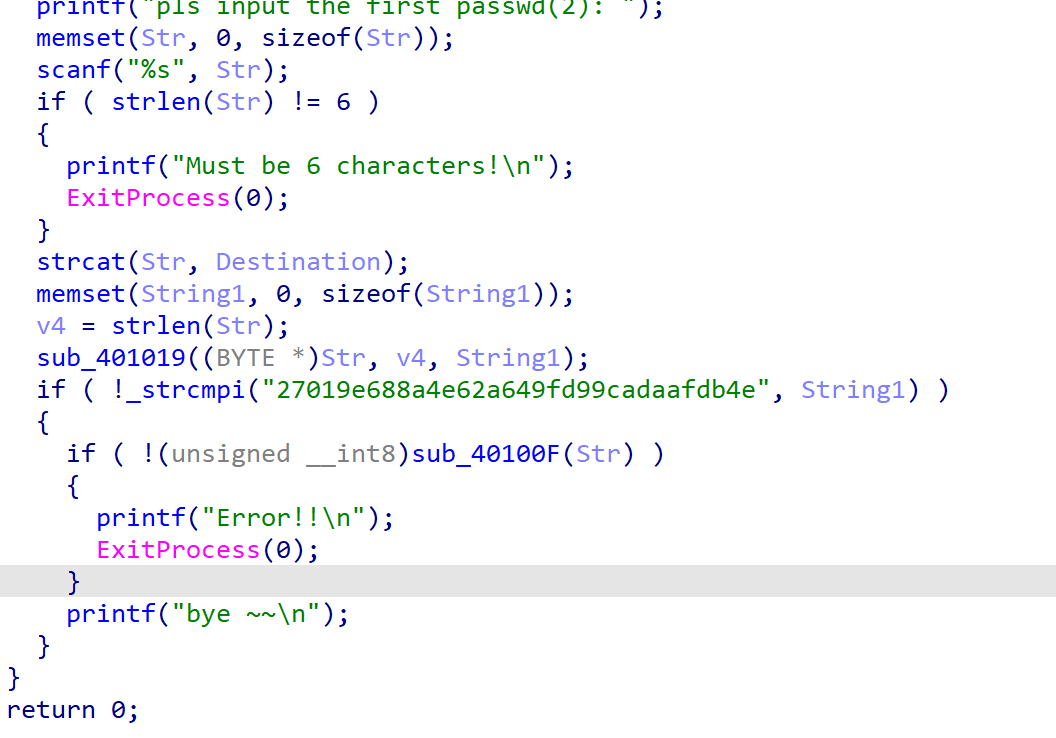 printf("pls input the first passwd(2): ");
memset(Str, 0, sizeof(Str));
scanf("%s", Str);
if ( strlen(Str) != 6 )
{
printf("Must be 6 characters!\n");
ExitProcess(0);
}
strcat(Str, Destination);
memset(String1, 0, sizeof(String1));
v4 = strlen(Str);
sub_401019((BYTE *)Str, v4, String1);
if ( !_strcmpi("27019e688a4e62a649fd99cadaafdb4e", String1) )
{
if ( !(unsigned __int8)sub_40100F(Str) )
{
printf("Error!!\n");
ExitProcess(0);
}
printf("bye ~~\n");
}
}
return 0;